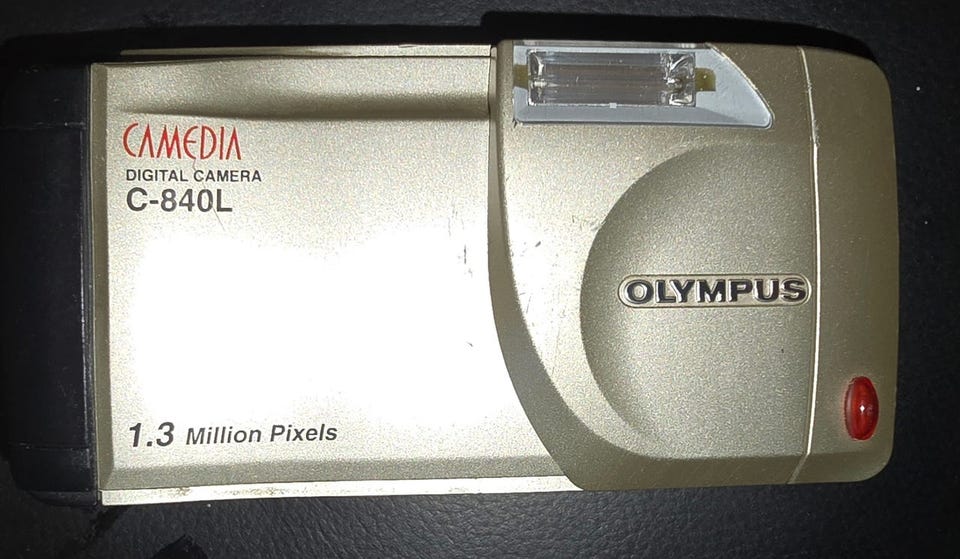 CAMEDIA
DIGITAL CAMERA
C-840L
OLYMPUS
1.3 Million Pixels